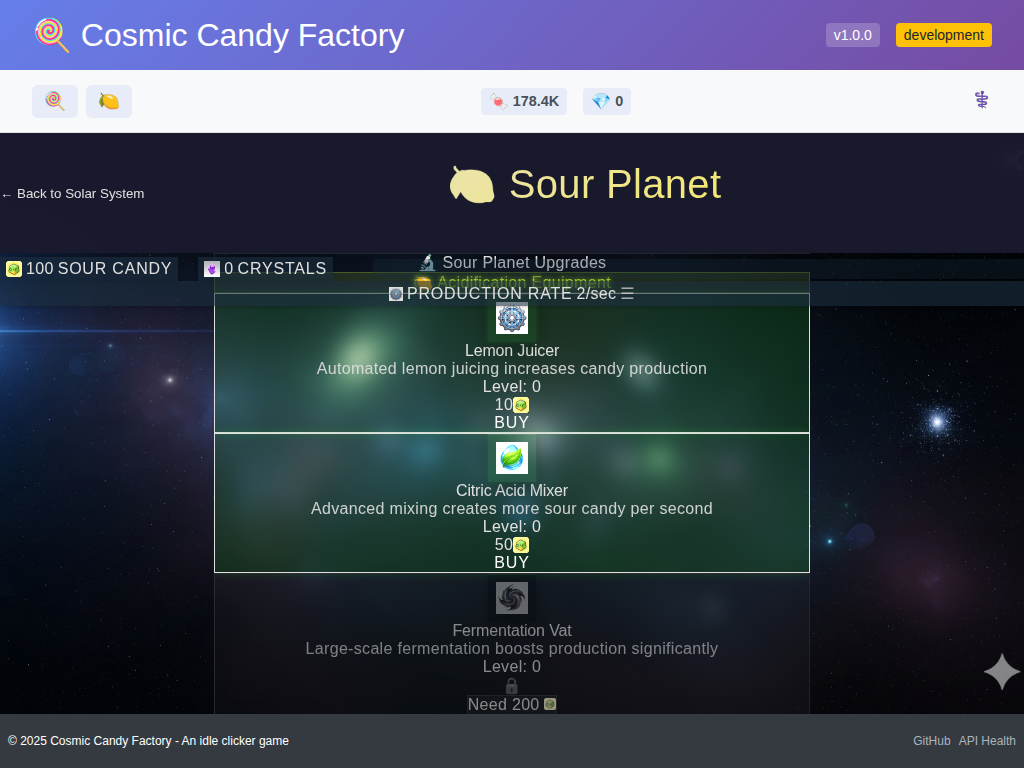 Cosmic Candy Factory
v1.0.0
development
178.4K
0
← Back to Solar System
Sour Planet
100 SOUR CANDY
0 CRYSTALS
Sour Planet Upgrades
Acidification Equipment
PRODUCTION RATE 2/sec ☰
Lemon Juicer
Automated lemon juicing increases candy production
Level: 0
10
BUY
Citric Acid Mixer
Advanced mixing creates more sour candy per second
Level: 0
50
BUY
Fermentation Vat
Large-scale fermentation boosts production significantly
Level: 0
Need 200
© 2025 Cosmic Candy Factory - An idle clicker game
GitHub API Health